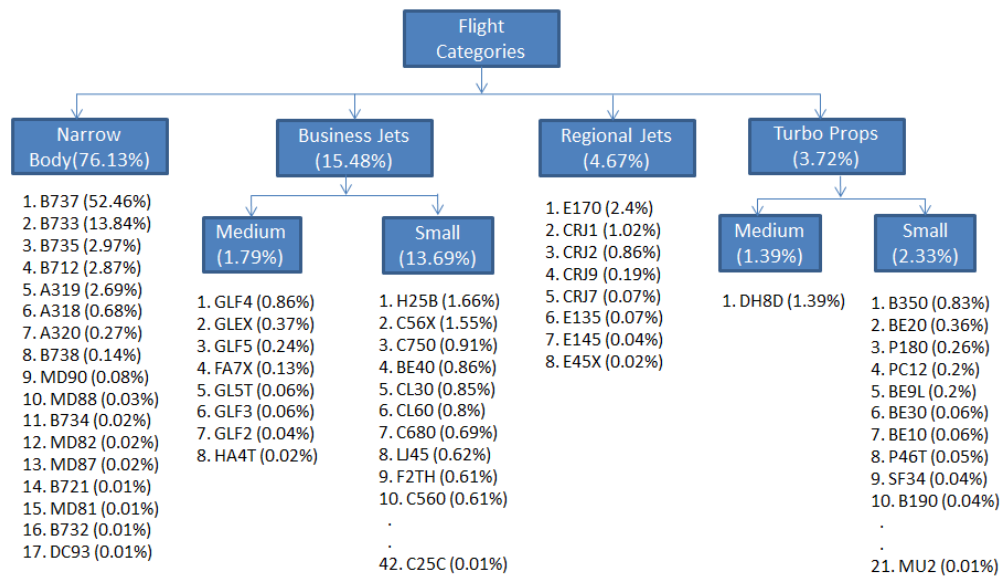 Flight
Categories
Narrow
Body(76.13%)
1. B737 (52.46%)
2. B733 (13.84%)
3. B735 (2.97%)
4. B712 (2.87%)
5. A319 (2.69%)
6. A318 (0.68%)
7. A320 (0.27%)
8. B738 (0.14%)
9. MD90 (0.08%)
10. MD88 (0.03%)
11. B734 (0.02%)
12. MD82 (0.02%)
13. MD87 (0.02%)
14. B721 (0.01%)
15. MD81 (0.01%)
16. B732 (0.01%)
17. DC93 (0.01%)
Business Jets
(15.48%)
Medium
(1.79%)
1. GLF4 (0.86%)
2. GLEX (0.37%)
3. GLF5 (0.24%)
4. FA7X (0.13%)
5. GL5T (0.06%)
6. GLF3 (0.06%)
7. GLF2 (0.04%)
8. HA4T (0.02%)
Small
(13.69%)
1. H25B (1.66%)
2. C56X (1.55%)
3. C750 (0.91%)
4. BE40 (0.86%)
5. CL30 (0.85%)
6. CL60 (0.8%)
7. C680 (0.69%)
8. LJ45 (0.62%)
9. F2TH (0.61%)
10. C560 (0.61%)
.
.
42. C25C (0.01%)
Regional Jets
(4.67%)
1. E170 (2.4%)
2. CRJ1 (1.02%)
3. CRJ2 (0.86%)
4. CRJ9 (0.19%)
5. CRJ7 (0.07%)
6. E135 (0.07%)
7. E145 (0.04%)
8. E45X (0.02%)
Turbo Props
(3.72%)
Medium
(1.39%)
1. DH8D (1.39%)
Small
(2.33%)
1. B350 (0.83%)
2. BE20 (0.36%)
3. P180 (0.26%)
4. PC12 (0.2%)
5. BE9L (0.2%)
6. BE30 (0.06%)
7. BE10 (0.06%)
8. P46T (0.05%)
9. SF34 (0.04%)
10. B190 (0.04%)
.
.
21. MU2 (0.01%)